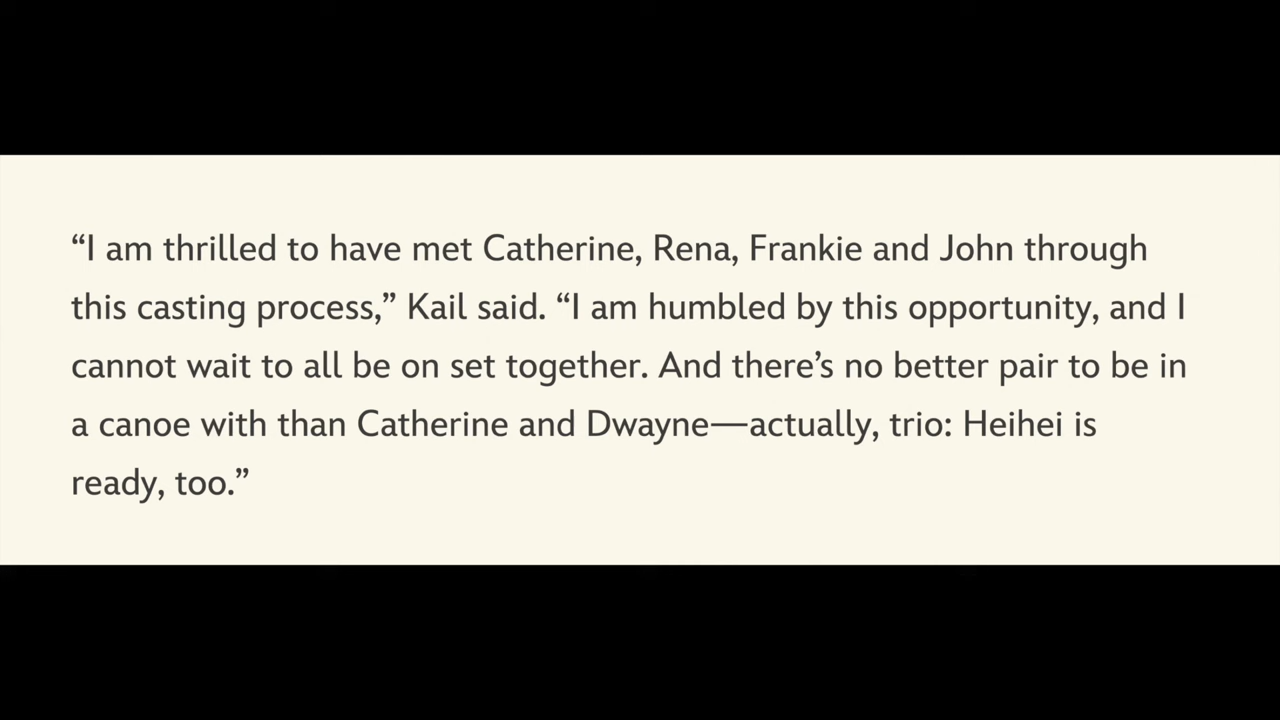 “I am thrilled to have met Catherine, Rena, Frankie and John through
this casting process,” Kail said. “I am humbled by this opportunity, and I
cannot wait to all be on set together. And there’s no better pair to be in
a canoe with than Catherine and Dwayne—actually, trio: Heihei is
ready, too.”